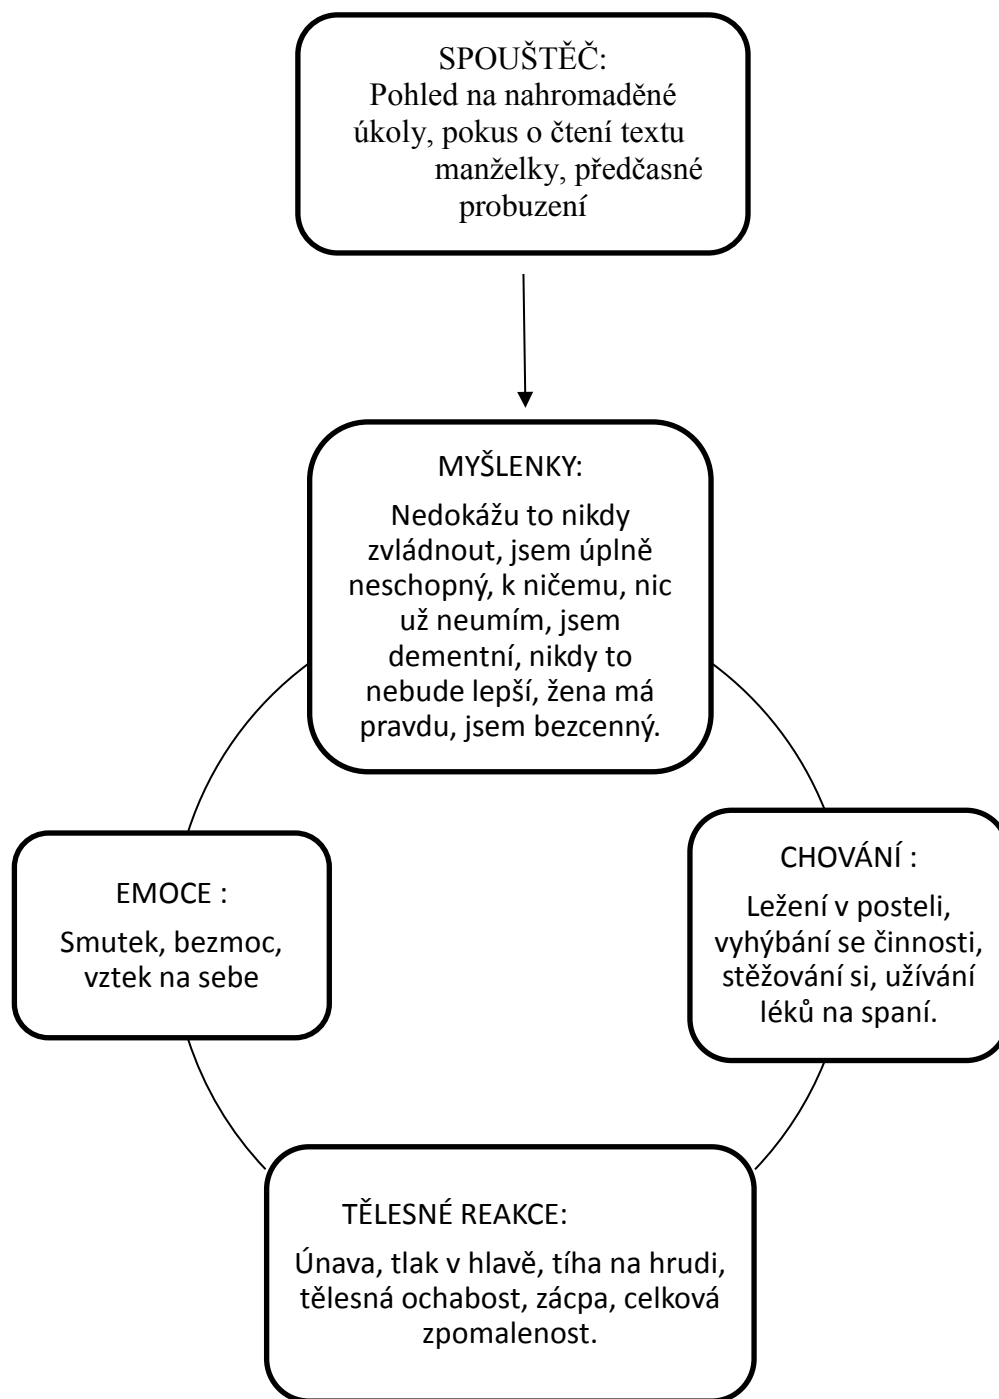 SPOUŠTĚČ:
Pohled na nahromaděné
úkoly, pokus o čtení textu
manželky, předčasné
probuzení
MYŠLENKY:
Nedokážu to nikdy
zvládnout, jsem úplně
neschopný, k ničemu, nic
už neumím, jsem
dementní, nikdy to
nebude lepší, žena má
pravdu, jsem bezcenný.
EMOCE :
Smutek, bezmoc,
vztek na sebe
CHOVÁNÍ :
Ležení v posteli,
vyhýbání se činnosti,
stěžování si, užívání
léků na spaní.
TĚLESNÉ REAKCE:
Únava, tlak v hlavě, tíha na hrudi,
tělesná ochabost, zácpa, celková
zpomalenost.